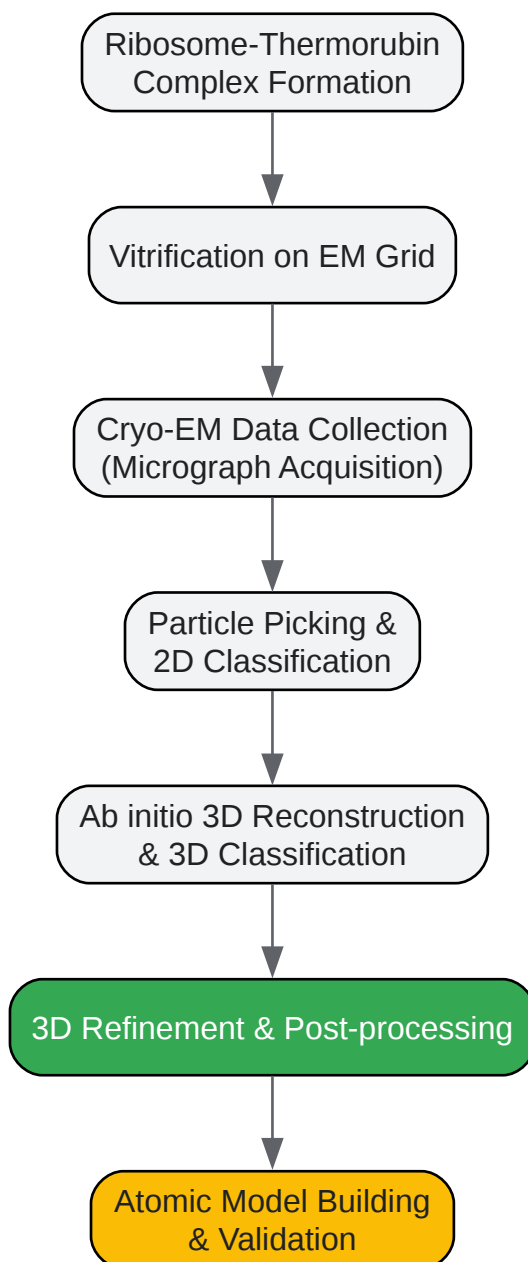 Ribosome-Thermorubin
Complex Formation
Vitrification on EM Grid
Cryo-EM Data Collection
(Micrograph Acquisition)
Particle Picking &
2D Classification
Ab initio 3D Reconstruction
& 3D Classification
3D Refinement & Post-processing
Atomic Model Building
& Validation